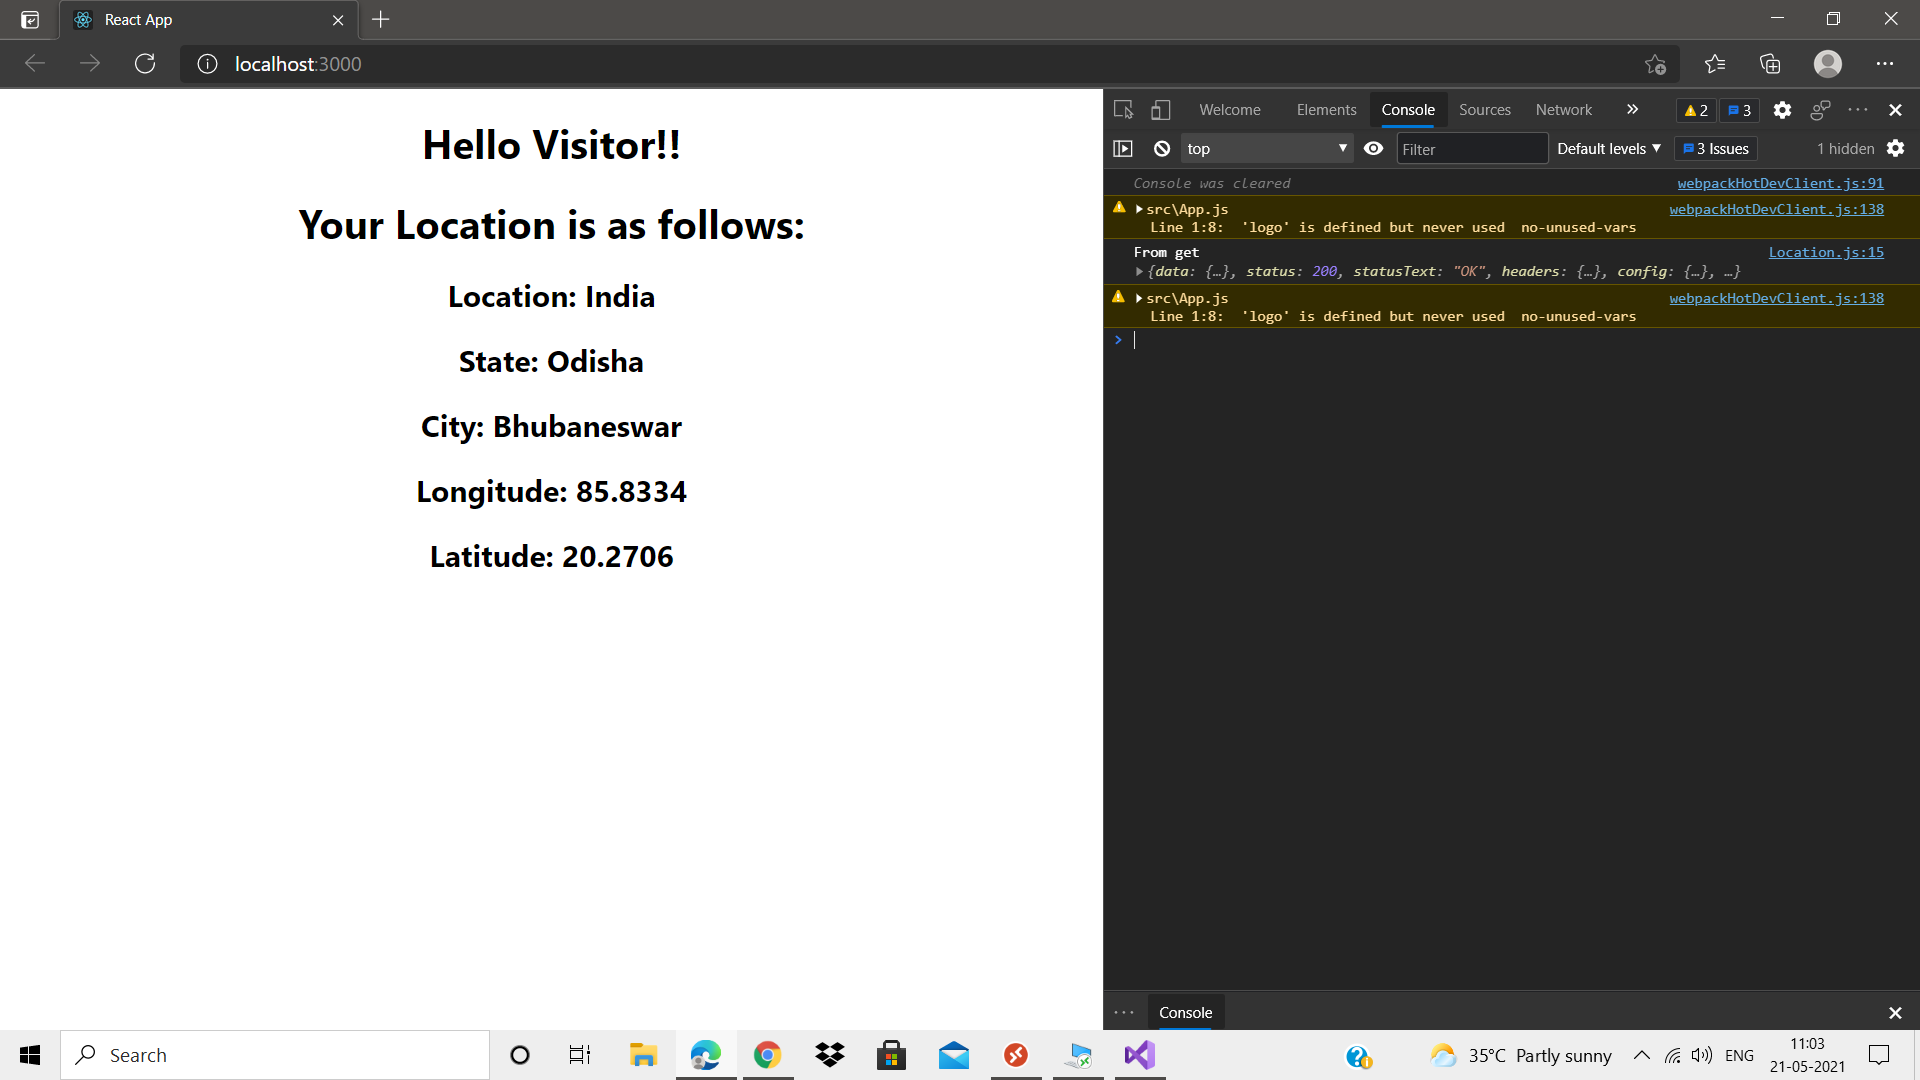 React App
localhost:3000
Hello Visitor!!
Your Location is as follows:
Location: India
State: Odisha
City: Bhubaneswar
Longitude: 85.8334
Latitude: 20.2706
Welcome Elements Console Sources Network 2 3
top Filter Default levels 3 Issues 1 hidden
Console was cleared webpackHotDevClient.js:91
src\App.js webpackHotDevClient.js:138
Line 1:8: 'logo' is defined but never used no-unused-vars
From get Location.js:15
{data: {…}, status: 200, statusText: "OK", headers: {…}, config: {…}, …}
src\App.js webpackHotDevClient.js:138
Line 1:8: 'logo' is defined but never used no-unused-vars
Console
Search
35°C Partly sunny
ENG
11:03
21-05-2021